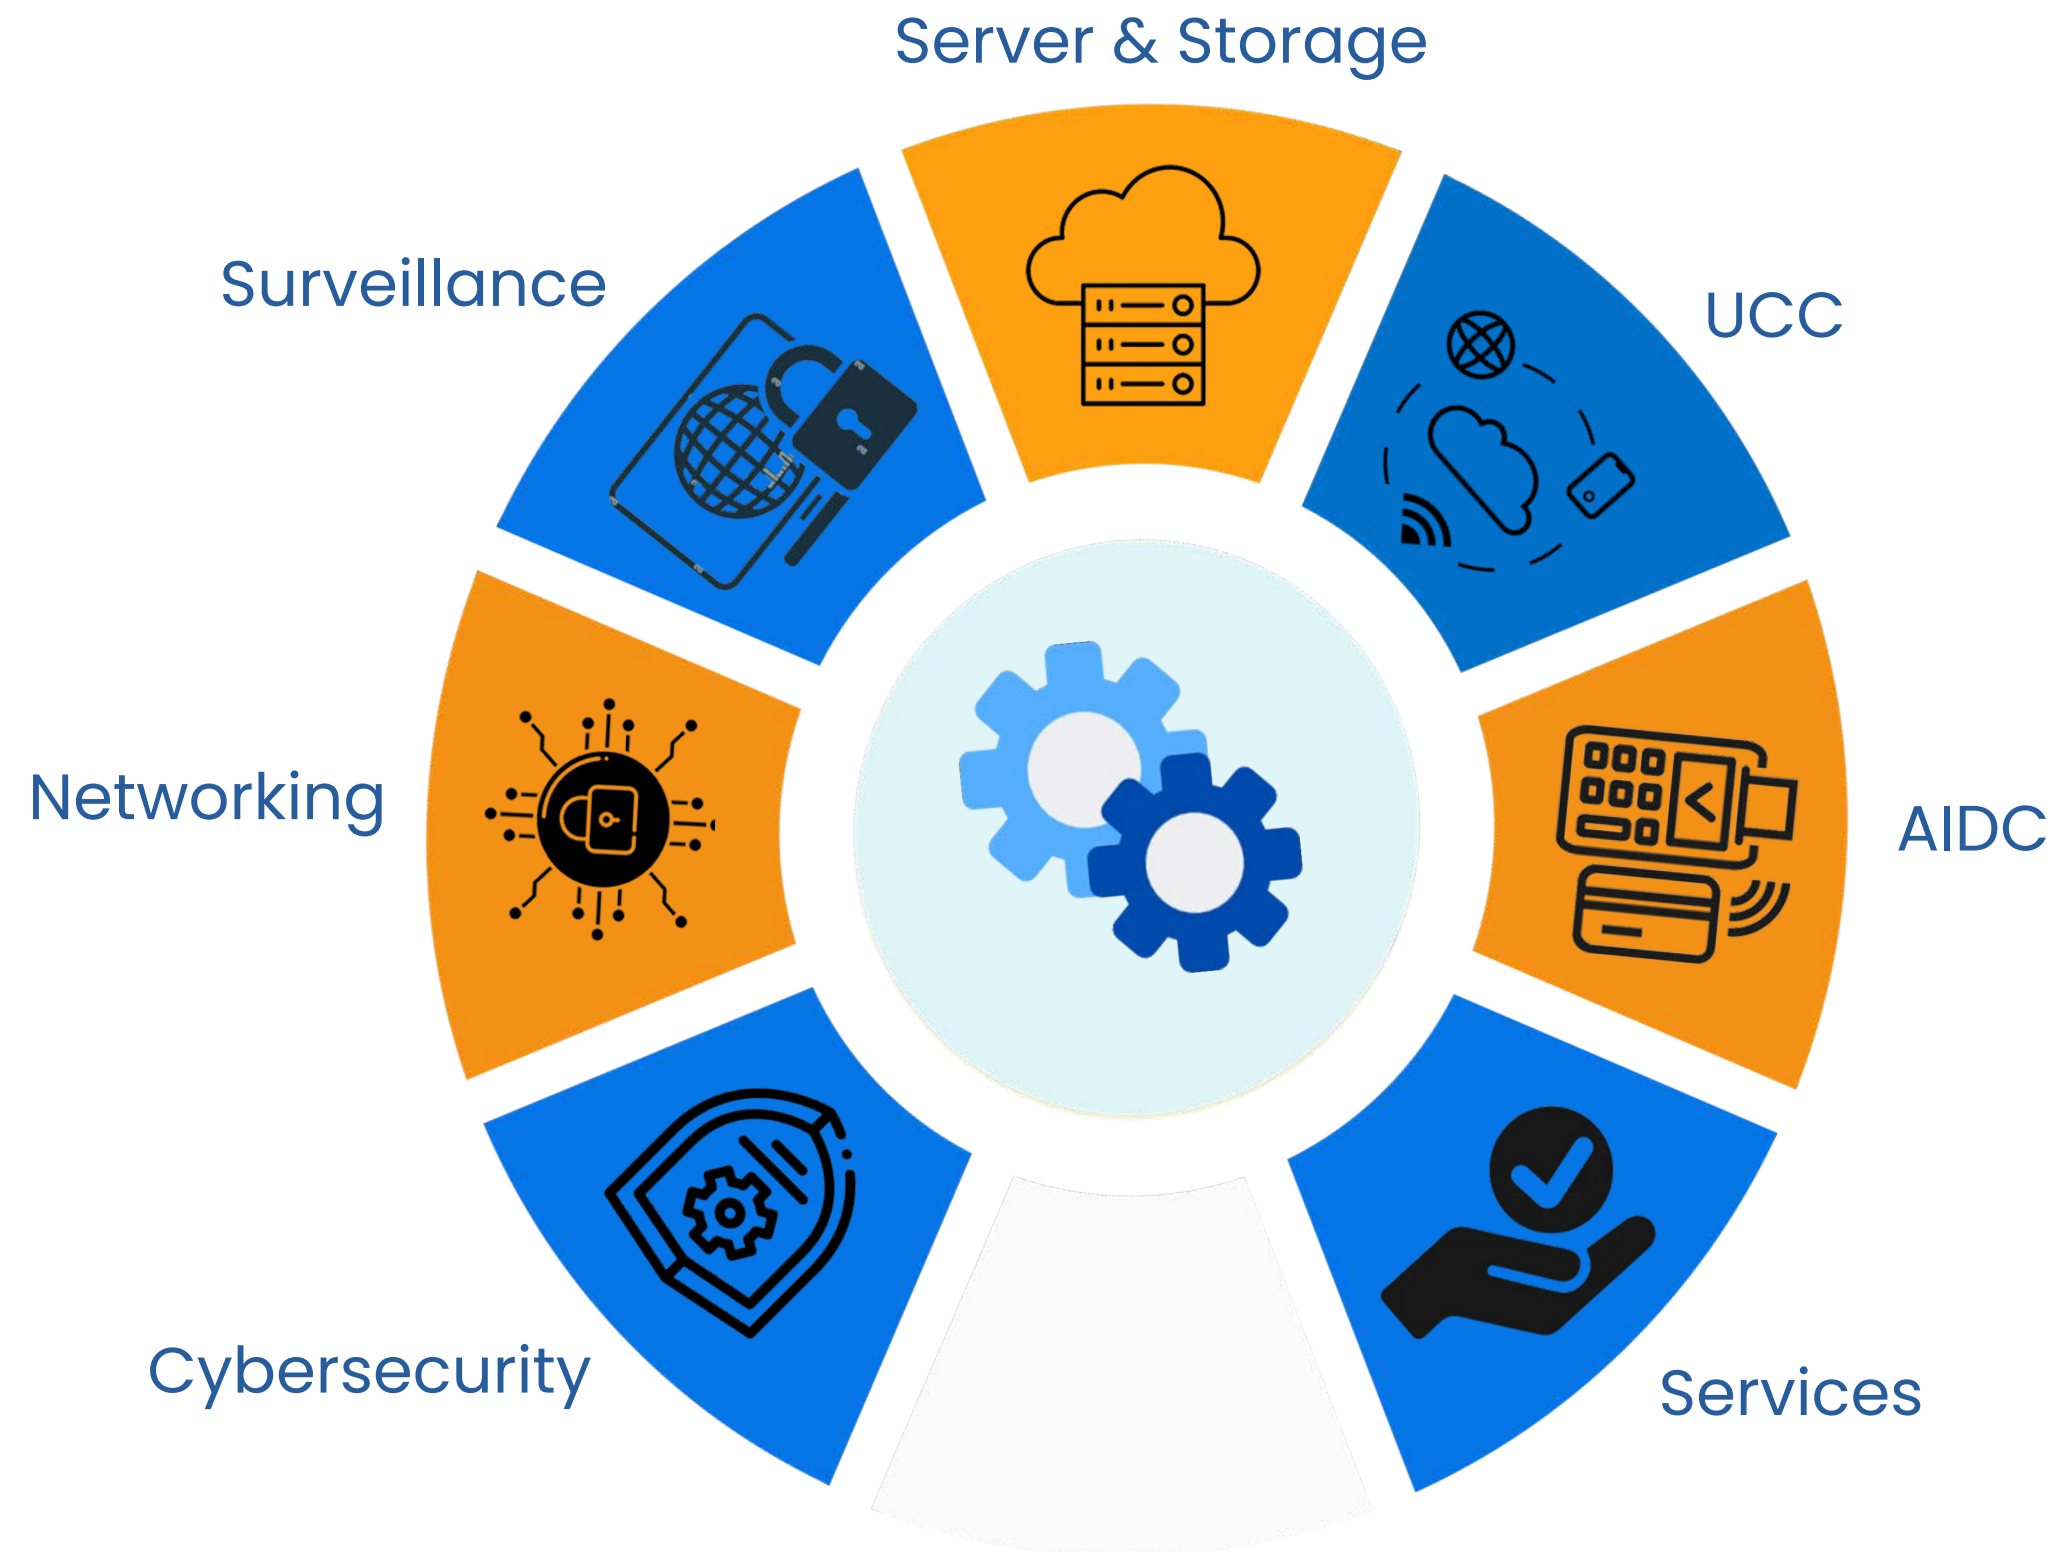 Server & Storage
Surveillance
UCC
Networking
AIDC
Cybersecurity
Services